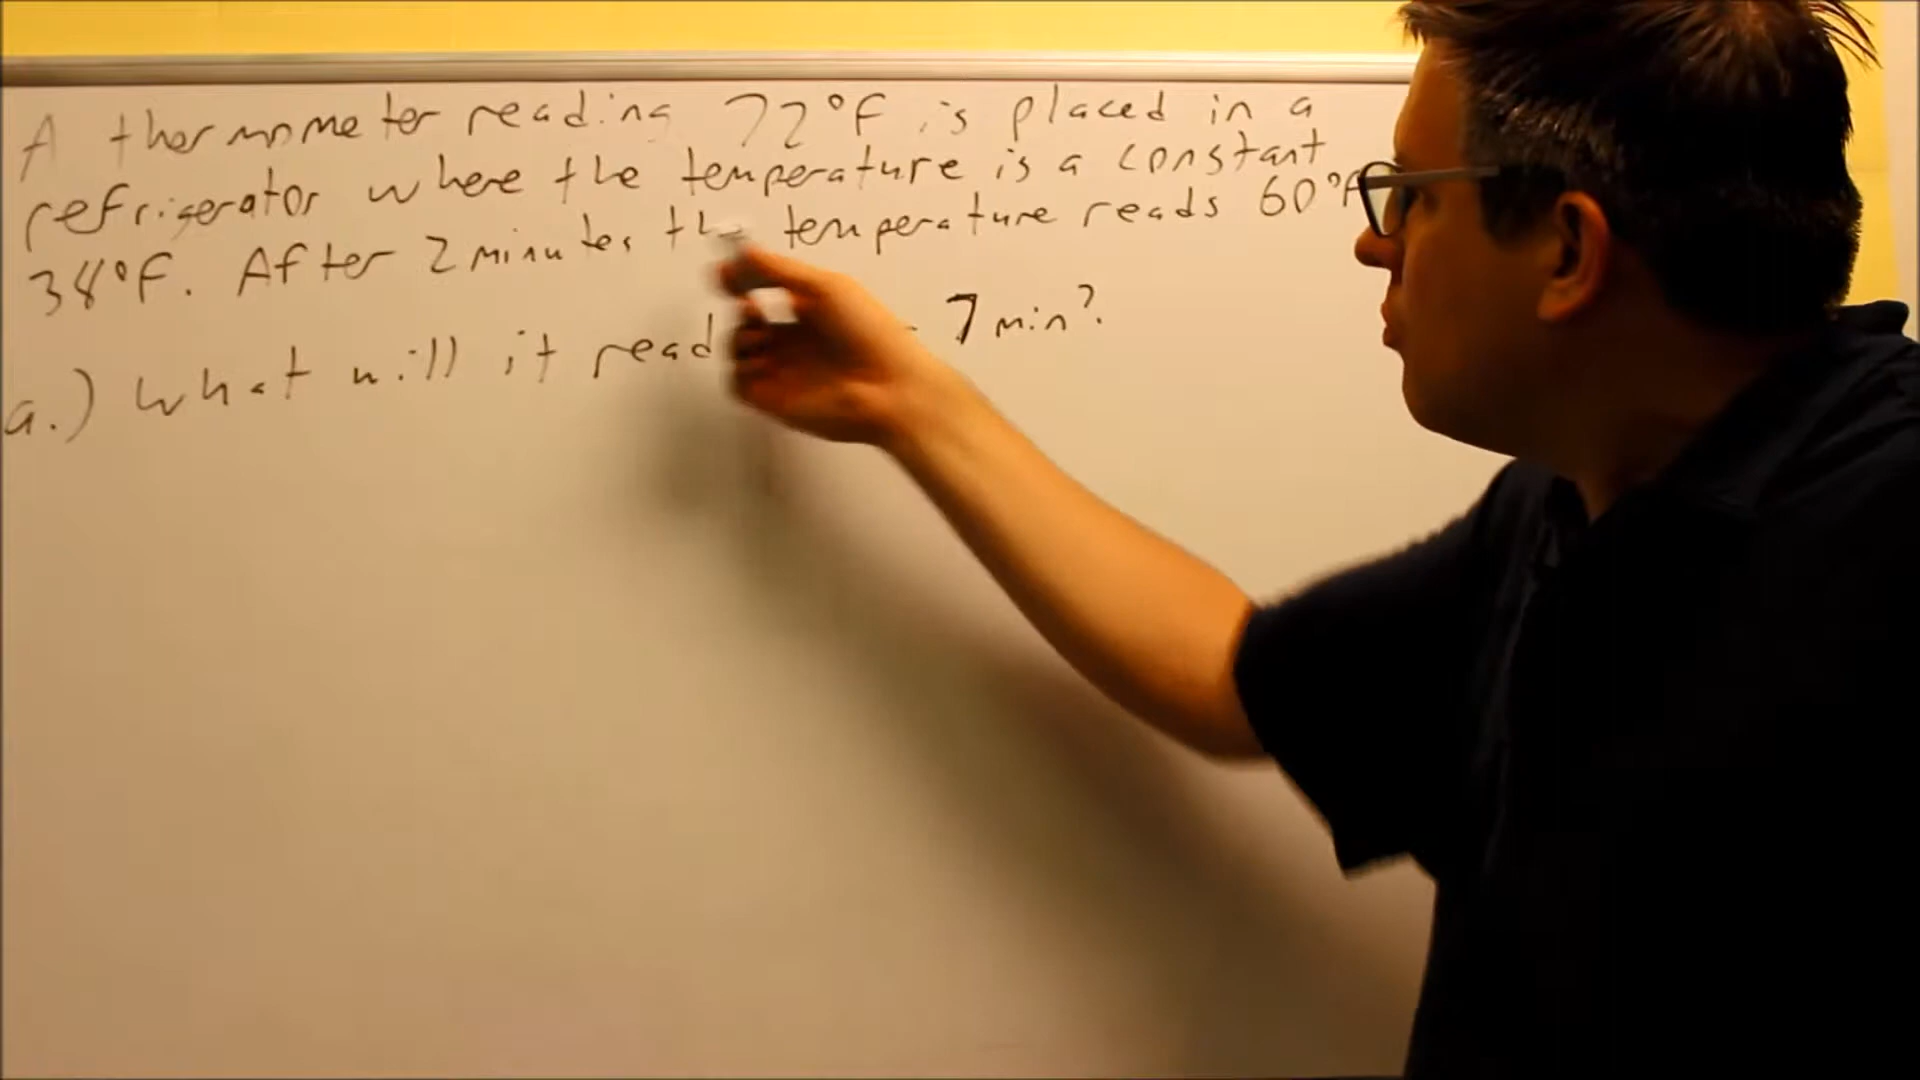 A thermometer reading 72°F is placed in a
refrigerator where the temperature is a constant
38°F. After 2 minutes the temperature reads 60°F
a.) what will it read 7 min?